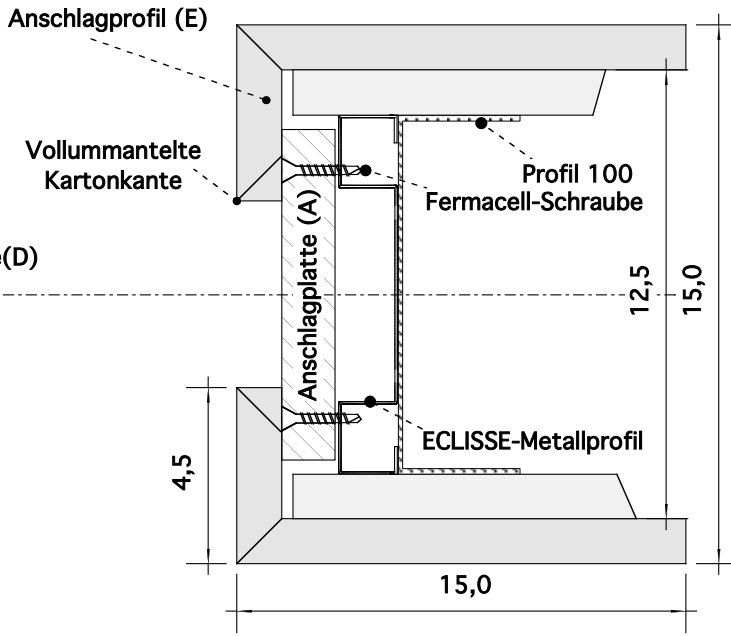 Anschlagprofil (E)
Vollummantelte
Kartonkante
Profil 100
Fermacell-Schraube
(D)
Anschlagplatte (A)
12,5
15,0
ECLISSE-Metallprofil
4,5
15,0